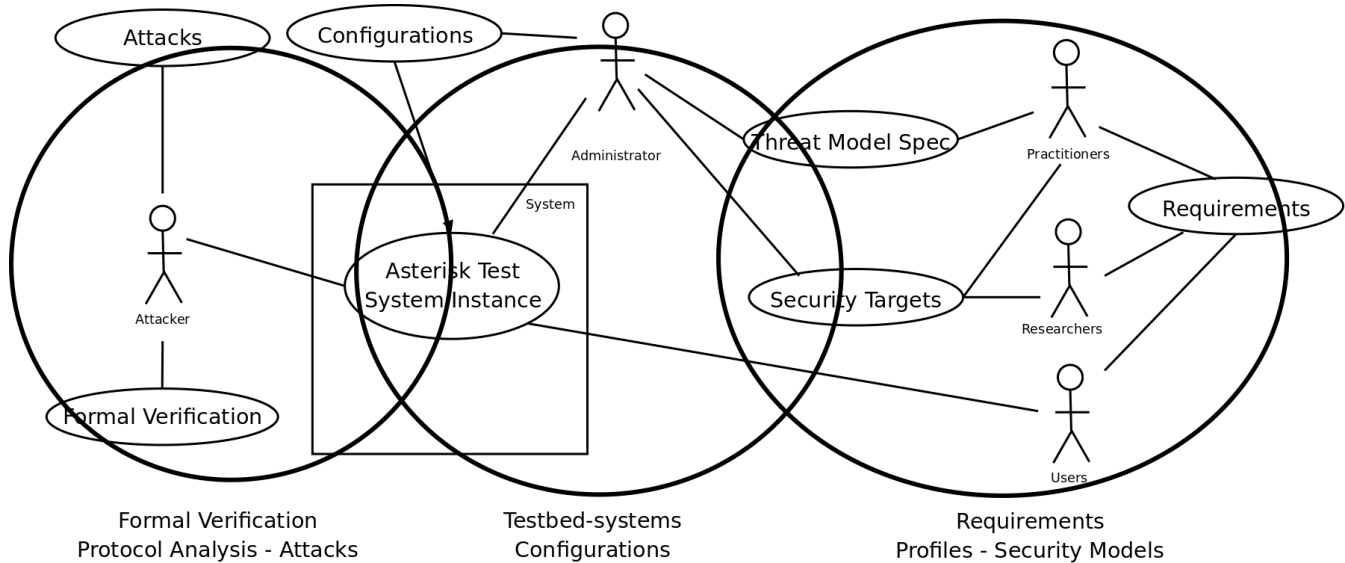 Attacks
Configurations
Administrator
Threat Model Spec
Practitioners
System
Requirements
Asterisk Test
System Instance
Attacker
Security Targets
Researchers
Formal Verification
Users
Formal Verification
Protocol Analysis - Attacks
Testbed-systems
Configurations
Requirements
Profiles - Security Models